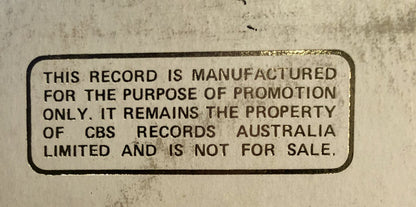 THIS RECORD IS MANUFACTURED
FOR THE PURPOSE OF PROMOTION
ONLY. IT REMAINS THE PROPERTY
OF CBS RECORDS AUSTRALIA
LIMITED AND IS NOT FOR SALE.